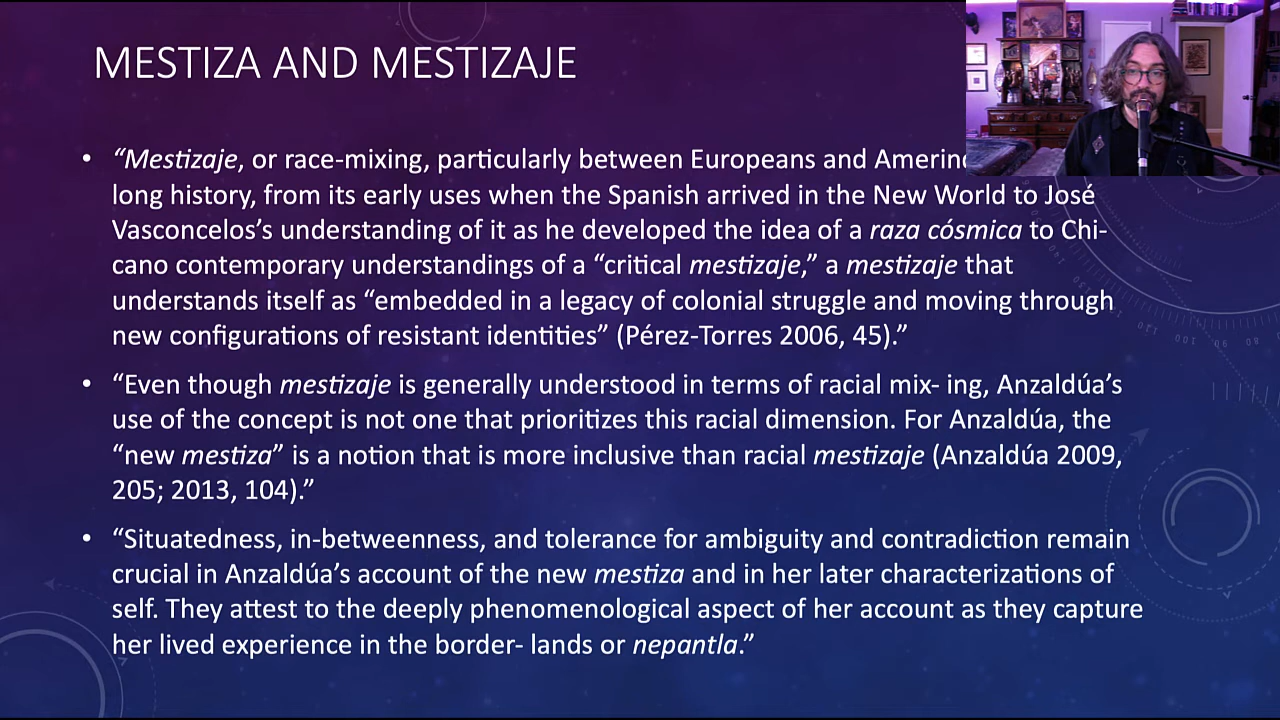 MESTIZA AND MESTIZAJE
• “Mestizaje, or race-mixing, particularly between Europeans and
long history, from its early uses when the Spanish arrived in the New World to José
Vasconcelos’s understanding of it as he developed the idea of a raza cósmica to Chi-
cano contemporary understandings of a “critical mestizaje,” a mestizaje that
understands itself as “embedded in a legacy of colonial struggle and moving through
new configurations of resistant identities” (Pérez-Torres 2006, 45).”
• “Even though mestizaje is generally understood in terms of racial mix- ing, Anzaldúa’s
use of the concept is not one that prioritizes this racial dimension. For Anzaldúa, the
“new mestiza” is a notion that is more inclusive than racial mestizaje (Anzaldúa 2009,
205; 2013, 104).”
• “Situatedness, in-betweenness, and tolerance for ambiguity and contradiction remain
crucial in Anzaldúa’s account of the new mestiza and in her later characterizations of
self. They attest to the deeply phenomenological aspect of her account as they capture
her lived experience in the border- lands or nepantla.”